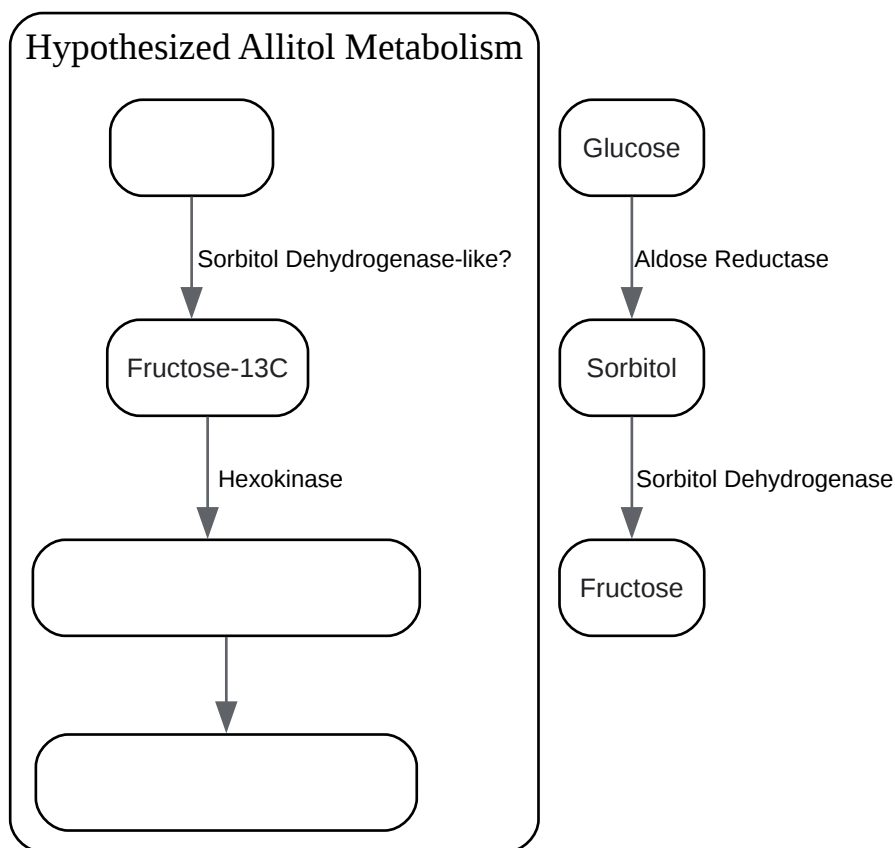 Hypothesized Allitol Metabolism
Sorbitol Dehydrogenase-like?
Fructose-13C
Hexokinase
Glucose
Aldose Reductase
Sorbitol
Sorbitol Dehydrogenase
Fructose